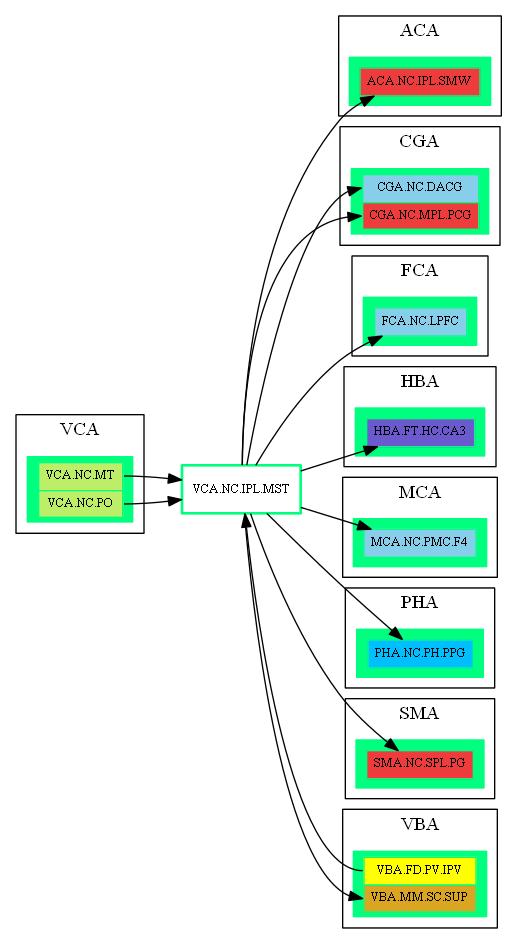 ACA
ACA.NC.IPL.SMW
CGA
CGA.NC.DACG
CGA.NC.MPL.PCG
FCA
FCA.NC.LPFC
HBA
HBA.FT.HC.CA3
VCA
VCA.NC.MT
VCA.NC.PO
VCA.NC.IPL.MST
MCA
MCA.NC.PMC.F4
PHA
PHA.NC.PH.PPG
SMA
SMA.NC.SPL.PG
VBA
VBA.FD.PV.IPV
VBA.MM.SC.SUP